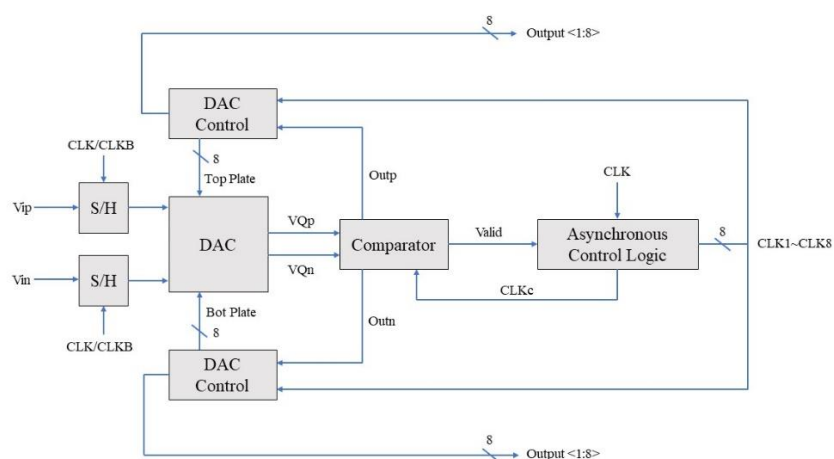 8
Output <1:8>
DAC
Control
CLK/CLKB
8
Top Plate
Outp
CLK
Vip
S/H
DAC
VQp
Comparator
Valid
Asynchronous
Control Logic
8
CLK1~CLK8
Vin
S/H
VQn
CLKc
Bot Plate
8
Outn
CLK/CLKB
DAC
Control
8
Output <1:8>